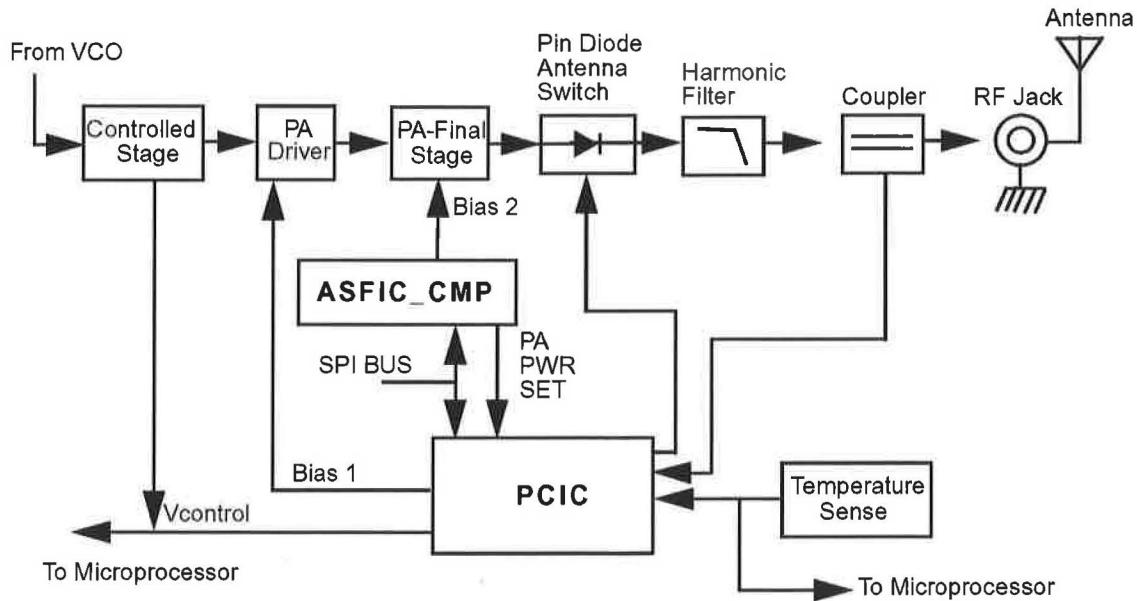 Antenna
From VCO
Pin Diode
Antenna
Switch
Harmonic
Filter
Coupler
RF Jack
Controlled
Stage
PA
Driver
PA-Final
Stage
Bias 2
ASFIC_CMP
SPI BUS
PA
PWR
SET
Bias 1
PCIC
Temperature
Sense
Vcontrol
To Microprocessor
To Microprocessor